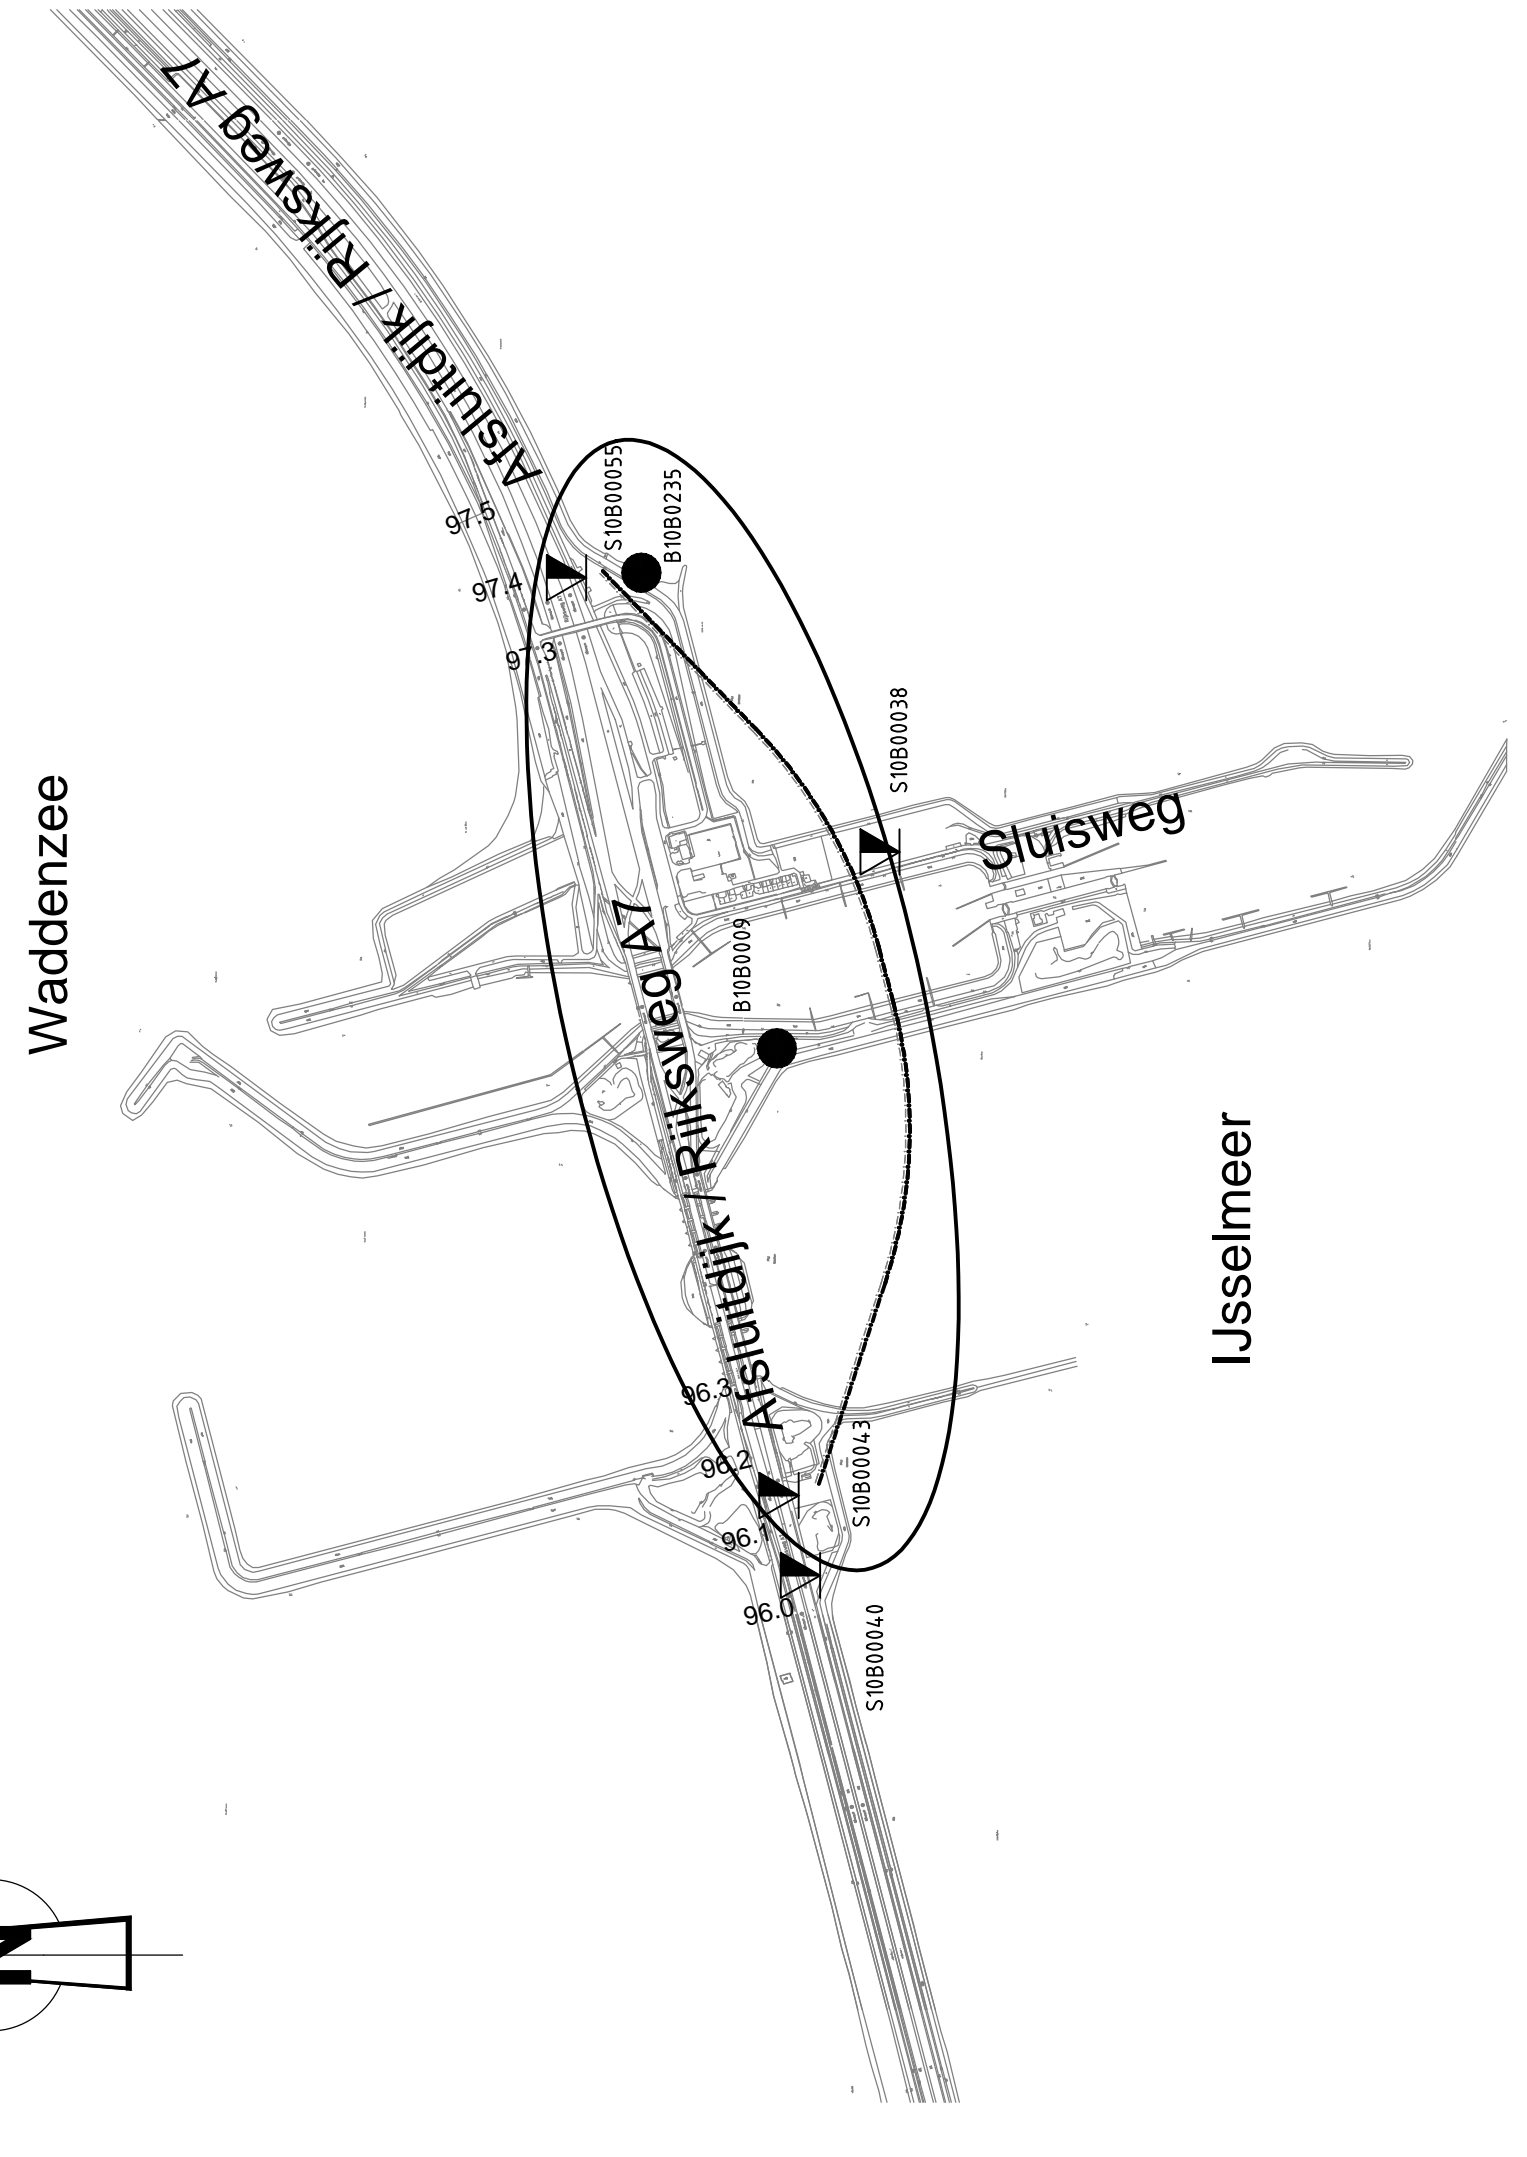 Waddenzee
Afsluitdijk / Rijksweg A7
97.5
97.4
97.3
S10B00055
B10B0235
S10B00038
Sluisweg
B10B0009
Afsluitdijk / Rijksweg A7
IJsselmeer
96.3
96.2
96.1
96.0
S10B00043
S10B00040
N